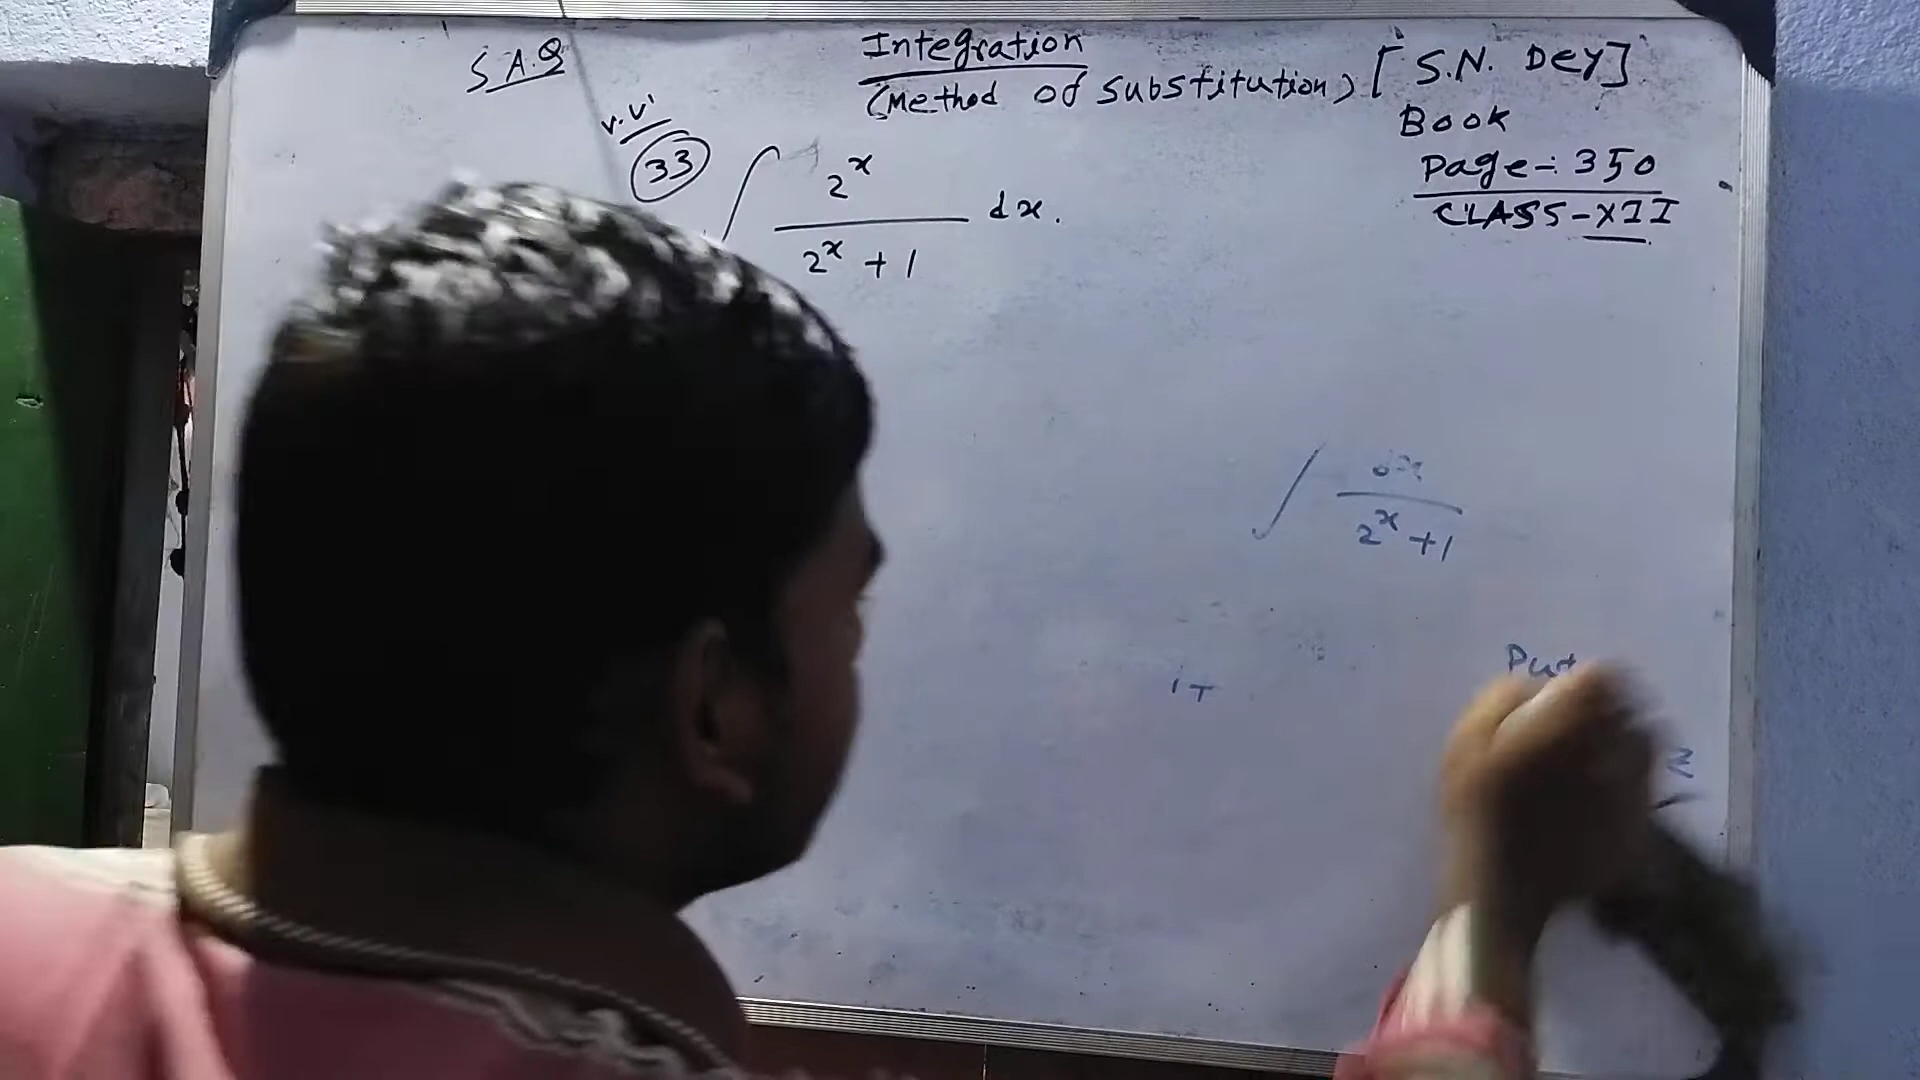 S.A.Q
Integration
(Method of substitution) [S.N. DEY]
Book
Page-: 350
CLASS-XII
v.v'
33 ∫ 2^x / (2^x + 1) dx.
∫ dx / (2^x + 1)
Put
z